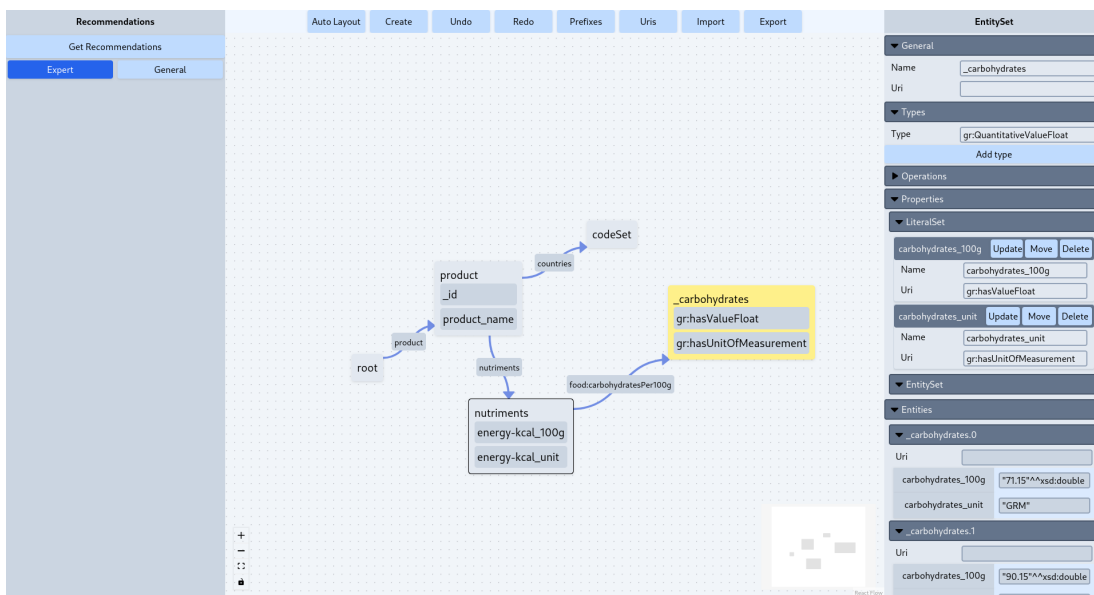 Recommendations
Get Recommendations
Expert General
Auto Layout Create Undo Redo Prefixes Uris Import Export
codeSet
countries
product
_id
product_name
product
root
nutriments
_carbohydrates
gr:hasValueFloat
gr:hasUnitOfMeasurement
food:carbohydratesPer100g
nutriments
energy-kcal_100g
energy-kcal_unit
React Flow
EntitySet
General
Name _carbohydrates
Uri
Types
Type gr:QuantitativeValueFloat
Add type
Operations
Properties
LiteralSet
carbohydrates_100g Update Move Delete
Name carbohydrates_100g
Uri gr:hasValueFloat
carbohydrates_unit Update Move Delete
Name carbohydrates_unit
Uri gr:hasUnitOfMeasurement
EntitySet
Entities
_carbohydrates.0
Uri
carbohydrates_100g "71.15"^^xsd:double
carbohydrates_unit "GRM"
_carbohydrates.1
Uri
carbohydrates_100g "90.15"^^xsd:double